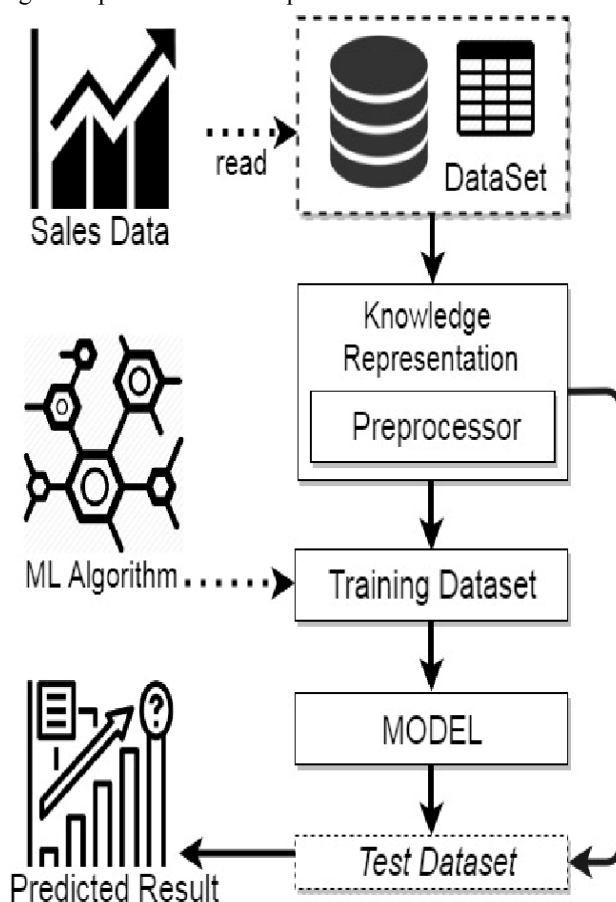 read
DataSet
Sales Data
Knowledge
Representation
Preprocessor
ML Algorithm
Training Dataset
MODEL
?
Test Dataset
Predicted Result